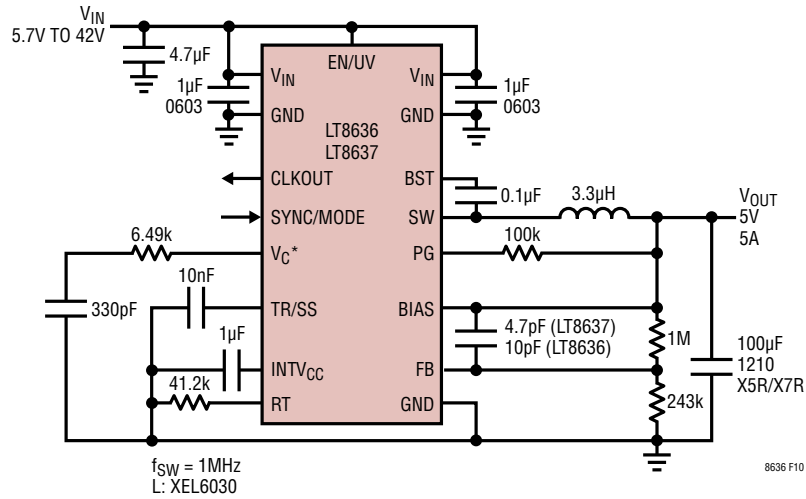 VIN
5.7V TO 42V
4.7µF
1µF
0603
VIN
GND
EN/UV
VIN
GND
1µF
0603
LT8636
LT8637
CLKOUT
BST
0.1µF
3.3µH
VOUT
5V
5A
SYNC/MODE
SW
6.49k
VC*
PG
100k
330pF
10nF
TR/SS
BIAS
4.7pF (LT8637)
10pF (LT8636)
1M
100µF
1210
X5R/X7R
1µF
INTVCC
FB
41.2k
RT
GND
243k
fSW = 1MHz
L: XEL6030
8636 F10